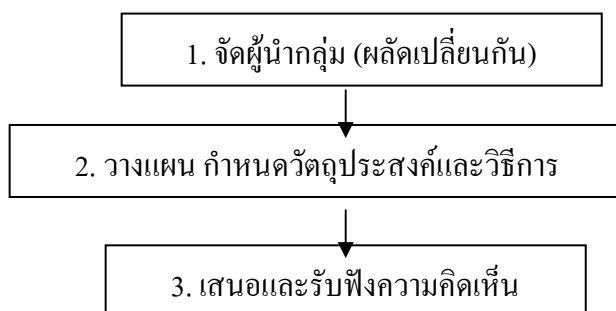 1. จัดผู้นำกลุ่ม (ผลัดเปลี่ยนกัน)
2. วางแผน กำหนดวัตถุประสงค์และวิธีการ
3. เสนอและรับฟังความคิดเห็น